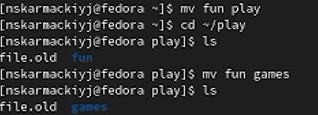 [nskarmackiyj@fedora ~]$ mv fun play
[nskarmackiyj@fedora ~]$ cd ~/play
[nskarmackiyj@fedora play]$ ls
file.old  fun
[nskarmackiyj@fedora play]$ mv fun games
[nskarmackiyj@fedora play]$ ls
file.old  games